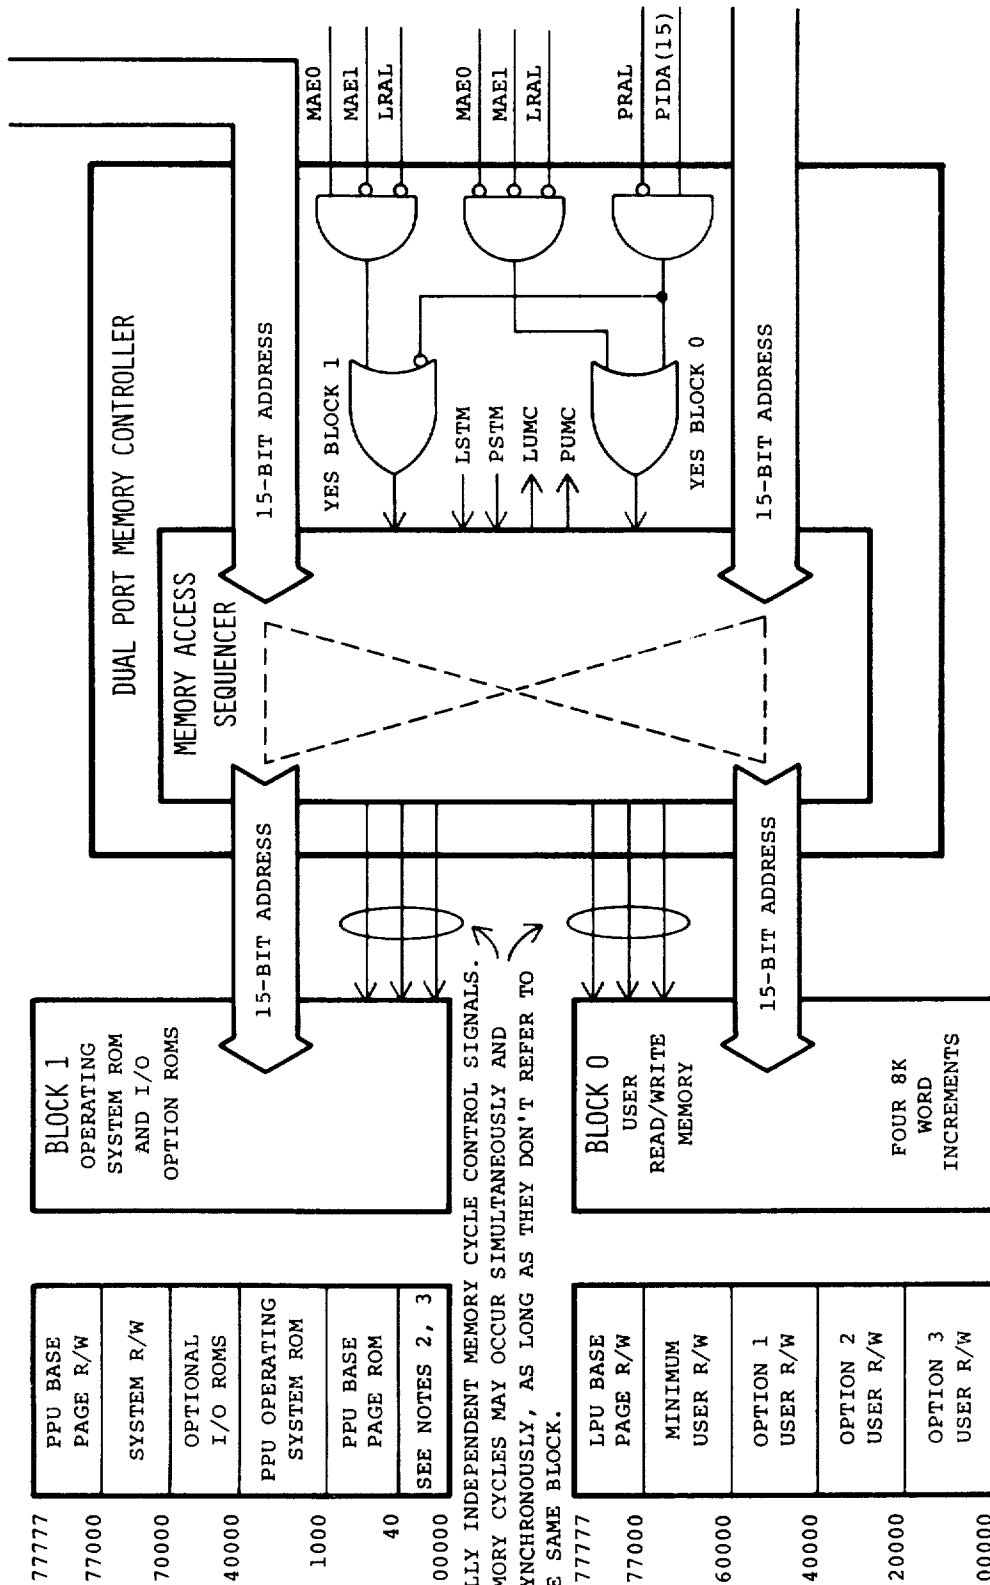 DUAL PORT MEMORY CONTROLLER
MEMORY ACCESS
SEQUENCER
15-BIT ADDRESS
15-BIT ADDRESS
MAE0
MAE1
LRAL
MAE0
MAE1
LRAL
PRAL
PIDA(15)
YES BLOCK 1
LSTM
PSTM
LUMC
PUMC
YES BLOCK 0
15-BIT ADDRESS
15-BIT ADDRESS
BLOCK 1
OPERATING
SYSTEM ROM
AND I/O
OPTION ROMS
LLY INDEPENDENT MEMORY CYCLE CONTROL SIGNALS.
MORY CYCLES MAY OCCUR SIMULTANEOUSLY AND
YNCHRONOUSLY, AS LONG AS THEY DON'T REFER TO
E SAME BLOCK.
BLOCK 0
USER
READ/WRITE
MEMORY
FOUR 8K
WORD
INCREMENTS
77777
PPU BASE
PAGE R/W
77000
SYSTEM R/W
70000
OPTIONAL
I/O ROMS
40000
PPU OPERATING
SYSTEM ROM
1000
PPU BASE
PAGE ROM
40
SEE NOTES 2, 3
00000
77777
LPU BASE
PAGE R/W
77000
MINIMUM
USER R/W
60000
OPTION 1
USER R/W
40000
OPTION 2
USER R/W
20000
OPTION 3
USER R/W
00000